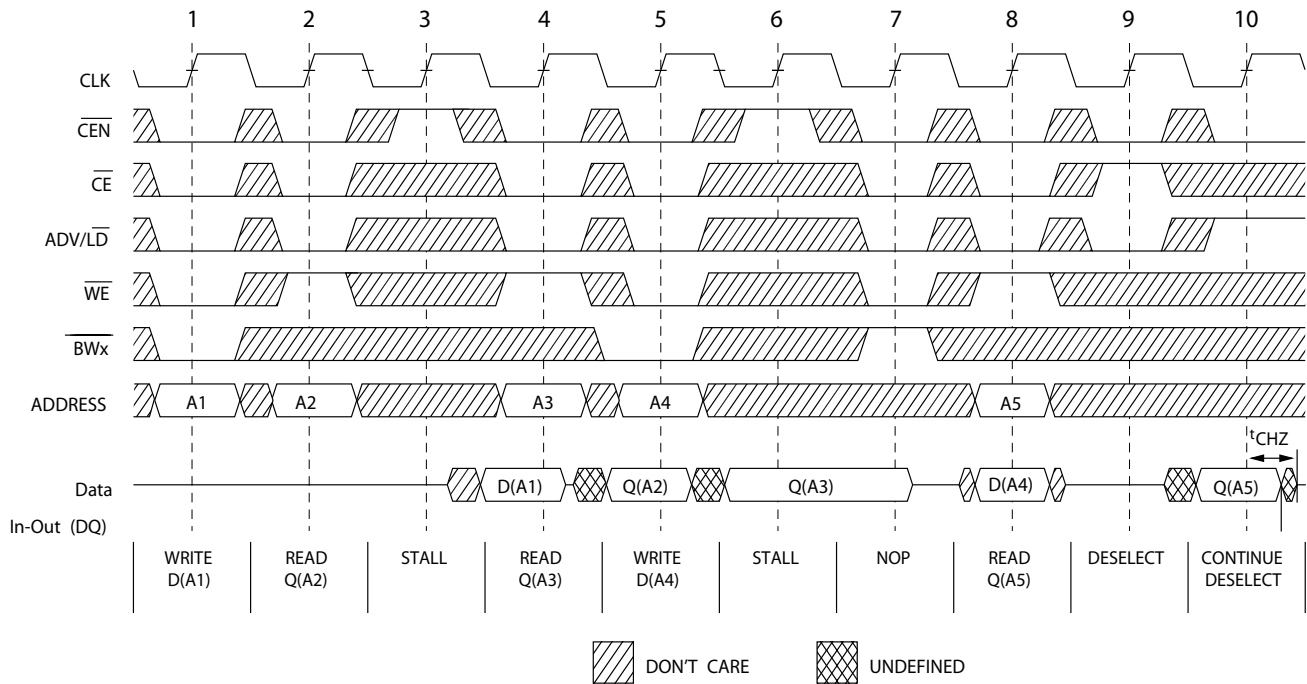 1 2 3 4 5 6 7 8 9 10
CLK
CEN
CE
ADV/LD
WE
BWx
ADDRESS A1 A2 A3 A4 A5
tCHZ
Data D(A1) Q(A2) Q(A3) D(A4) Q(A5)
In-Out (DQ)
WRITE READ STALL READ WRITE STALL NOP READ DESELECT CONTINUE
D(A1) Q(A2) Q(A3) D(A4) Q(A5) DESELECT
DON'T CARE UNDEFINED